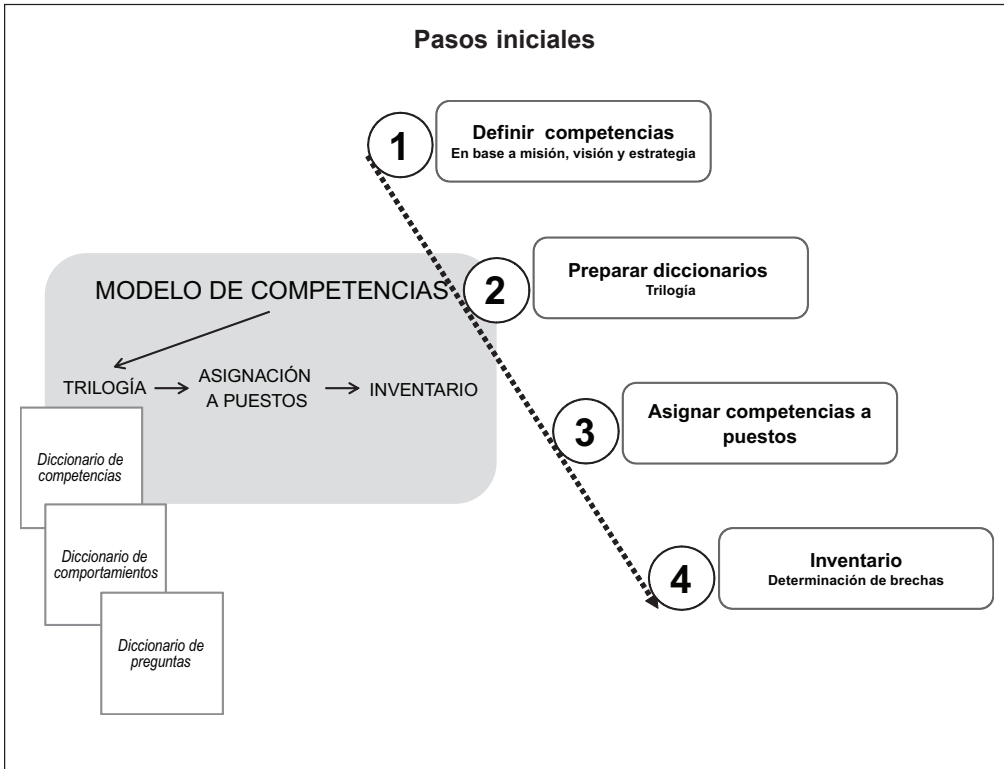 Pasos iniciales
1
Definir competencias
En base a misión, visión y estrategia
2
Preparar diccionarios
Trilogía
MODELO DE COMPETENCIAS
TRILOGÍA
ASIGNACIÓN
A PUESTOS
INVENTARIO
3
Asignar competencias a
puestos
Diccionario de
competencias
Diccionario de
comportamientos
Diccionario de
preguntas
4
Inventario
Determinación de brechas